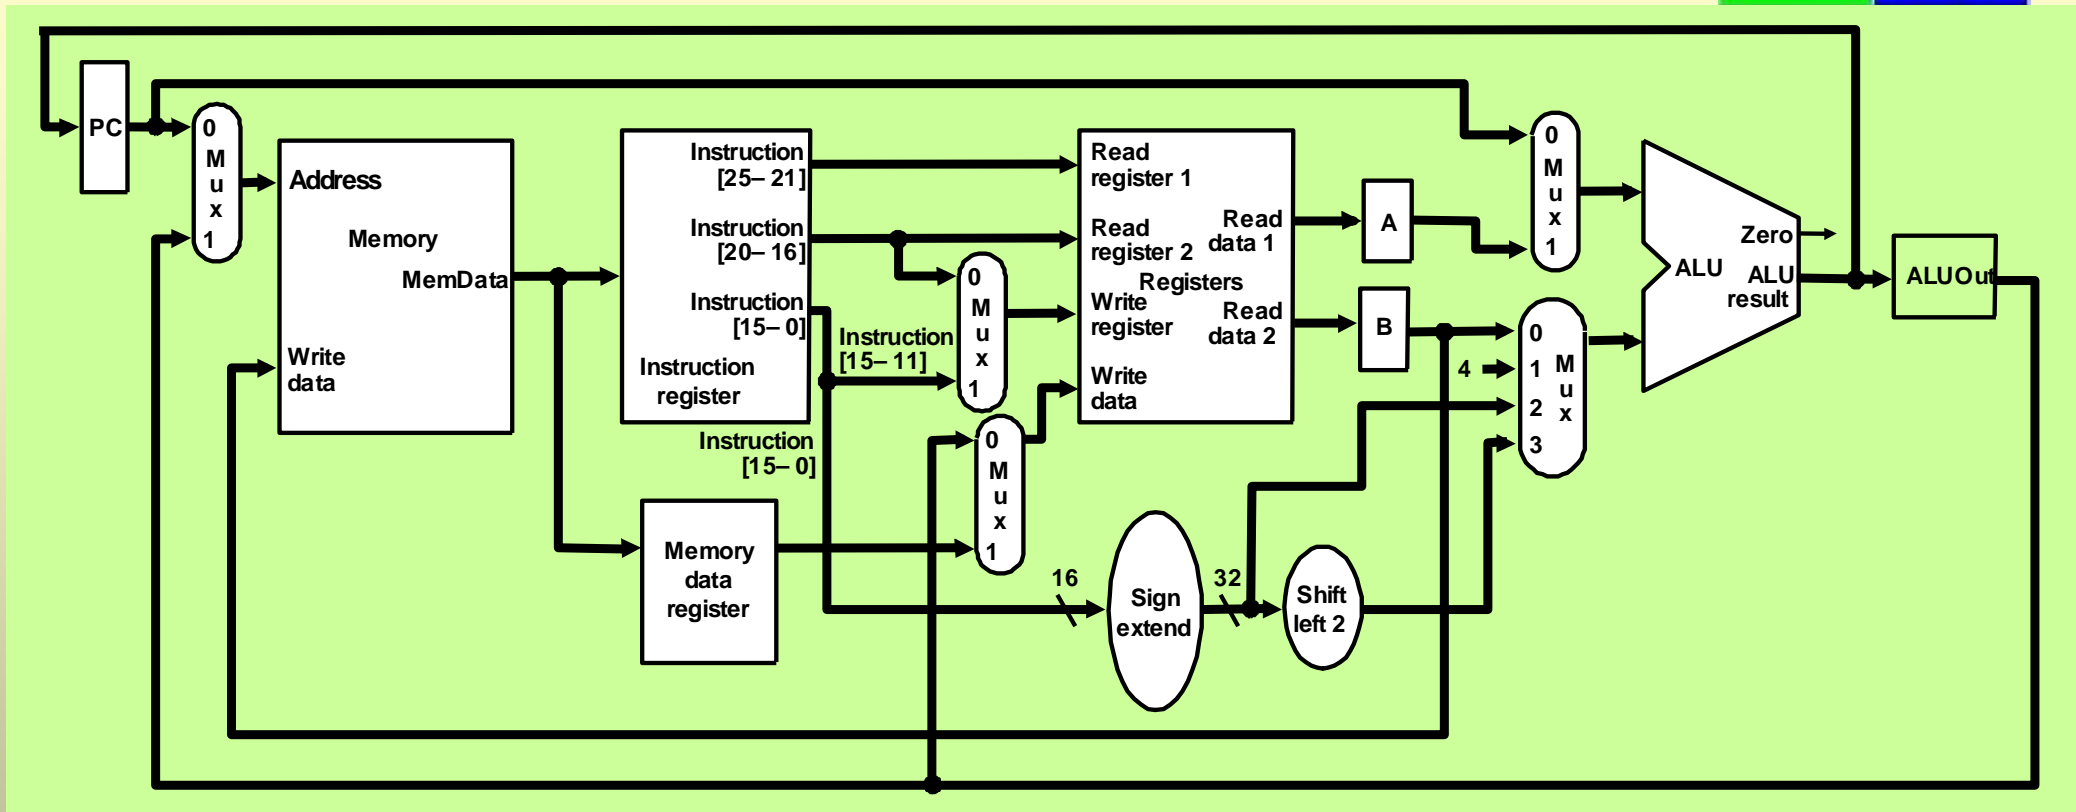 PC
0
M
u
x
1
Address
Memory
MemData
Write
data
Instruction
[25– 21]
Instruction
[20– 16]
Instruction
[15– 0]
Instruction
register
Instruction
[15– 11]
Instruction
[15– 0]
0
M
u
x
1
0
M
u
x
1
Memory
data
register
Read
register 1
Read
register 2
Registers
Write
register
Write
data
Read
data 1
Read
data 2
16
Sign
extend
32
Shift
left 2
A
B
4
0
M
u
x
1
0
1
2
3
M
u
x
Zero
ALU
ALU
result
ALUOut